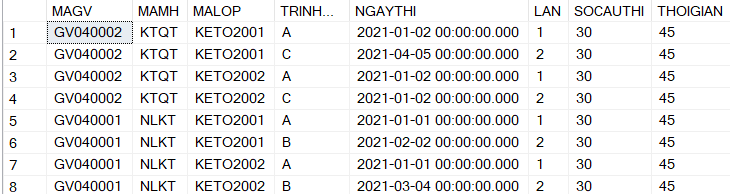 MAGV MAMH MALOP TRINH... NGAYTHI LAN SOCAUTHI THOIGIAN
1 GV040002 KTQT KETO2001 A 2021-01-02 00:00:00.000 1 30 45
2 GV040002 KTQT KETO2001 C 2021-04-05 00:00:00.000 2 30 45
3 GV040002 KTQT KETO2002 A 2021-01-02 00:00:00.000 1 30 45
4 GV040002 KTQT KETO2002 C 2021-01-02 00:00:00.000 2 30 45
5 GV040001 NLKT KETO2001 A 2021-01-01 00:00:00.000 1 30 45
6 GV040001 NLKT KETO2001 B 2021-02-02 00:00:00.000 2 30 45
7 GV040001 NLKT KETO2002 A 2021-01-01 00:00:00.000 1 30 45
8 GV040001 NLKT KETO2002 B 2021-03-04 00:00:00.000 2 30 45